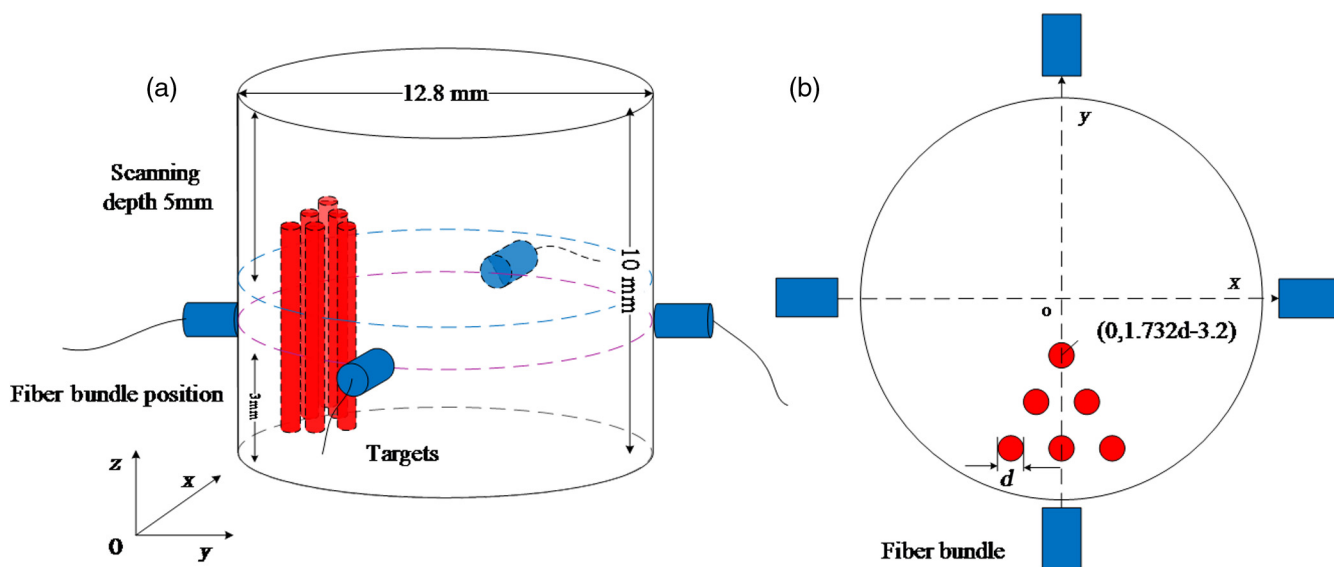 (a)
12.8 mm
Scanning
depth 5mm
10 mm
Fiber bundle position
3mm
Targets
z
x
0
y
(b)
y
x
o
(0,1.732d-3.2)
d
Fiber bundle